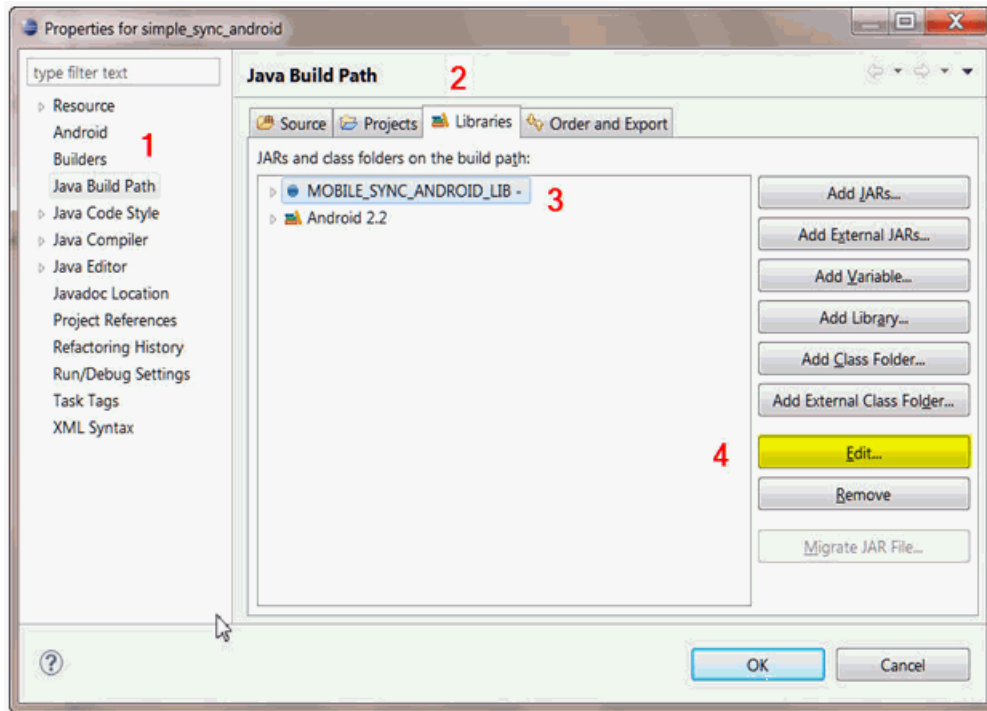 Properties for simple_sync_android
type filter text
Resource
Android
Builders
Java Build Path
Java Code Style
Java Compiler
Java Editor
Javadoc Location
Project References
Refactoring History
Run/Debug Settings
Task Tags
XML Syntax
1
Java Build Path
2
Source Projects Libraries Order and Export
JARs and class folders on the build path:
MOBILE_SYNC_ANDROID_LIB -
3
Android 2.2
Add JARs...
Add External JARs...
Add Variable...
Add Library...
Add Class Folder...
Add External Class Folder...
4
Edit...
Remove
Migrate JAR File...
?
OK
Cancel